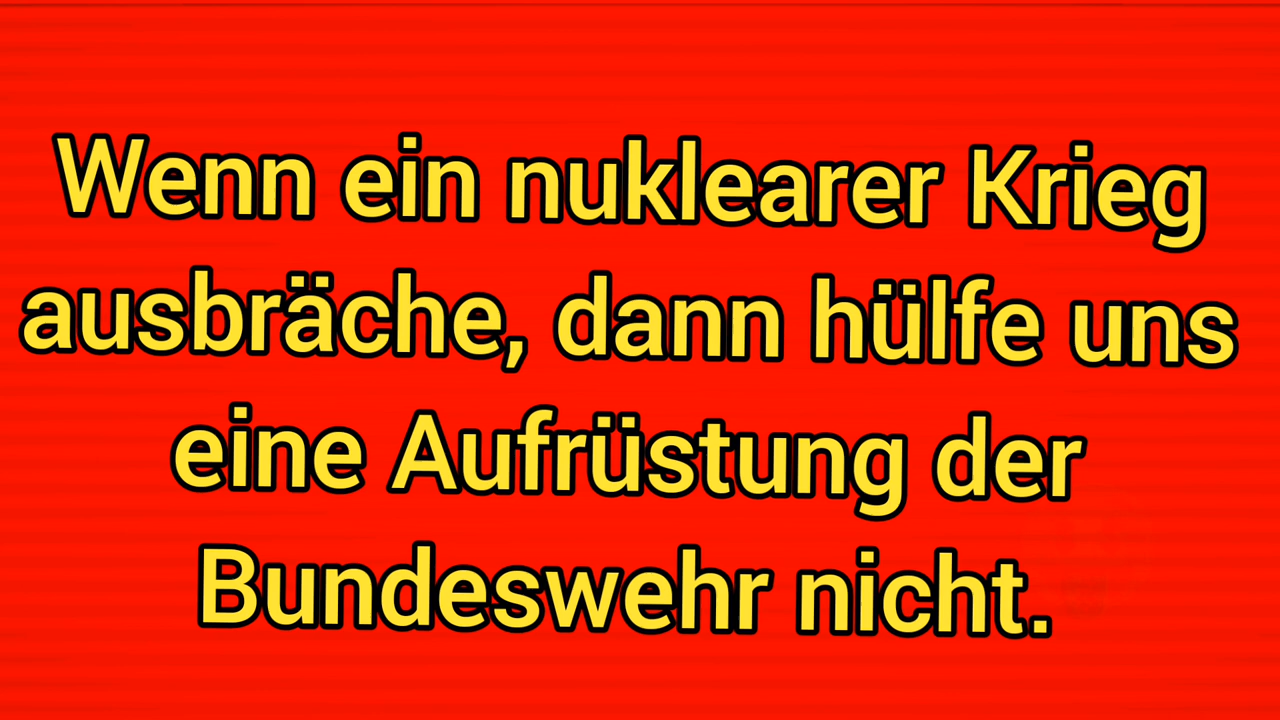 Wenn ein nuklearer Krieg
ausbräche, dann hülfe uns
eine Aufrüstung der
Bundeswehr nicht.